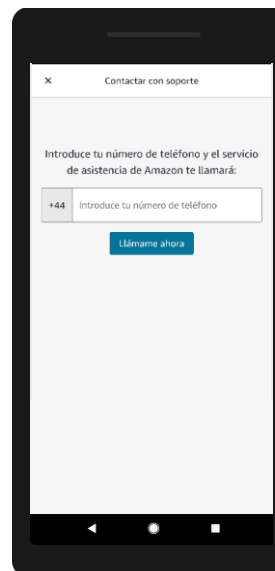 Contactar con soporte
Introduce tu número de teléfono y el servicio
de asistencia de Amazon te llamará:
+44 Introduce tu número de teléfono
Llámame ahora